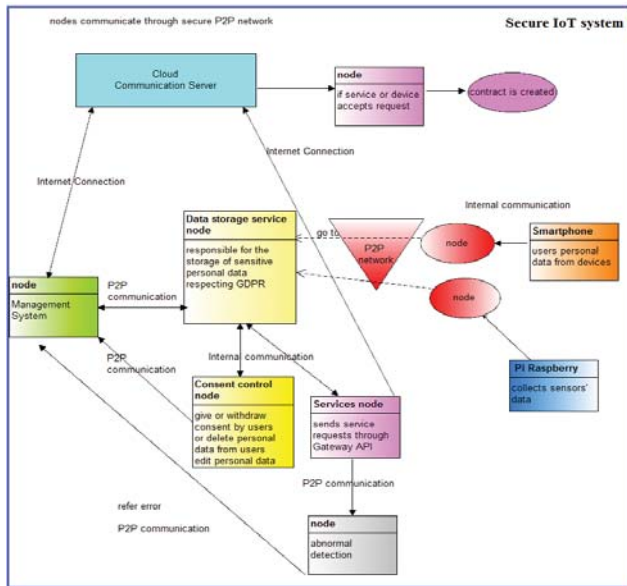 nodes communicate through secure P2P network
Secure IoT system
Cloud
Communication Server
node
if service or device
accepts request
contract is created
Internet Connection
Internet Connection
Internal communication
Data storage service
node
responsible for the
storage of sensitive
personal data
respecting GDPR
go to
P2P
network
node
Smartphone
users personal
data from devices
node
node
Management
System
P2P
communication
PI Raspberry
collects sensors'
data
P2P
communication
Internal communication
Consent control
node
give or withdraw
consent by users
or delete personal
data from users
edit personal data
Services node
sends service
requests through
Gateway API
P2P communication
refer error
P2P communication
node
abnormal
detection